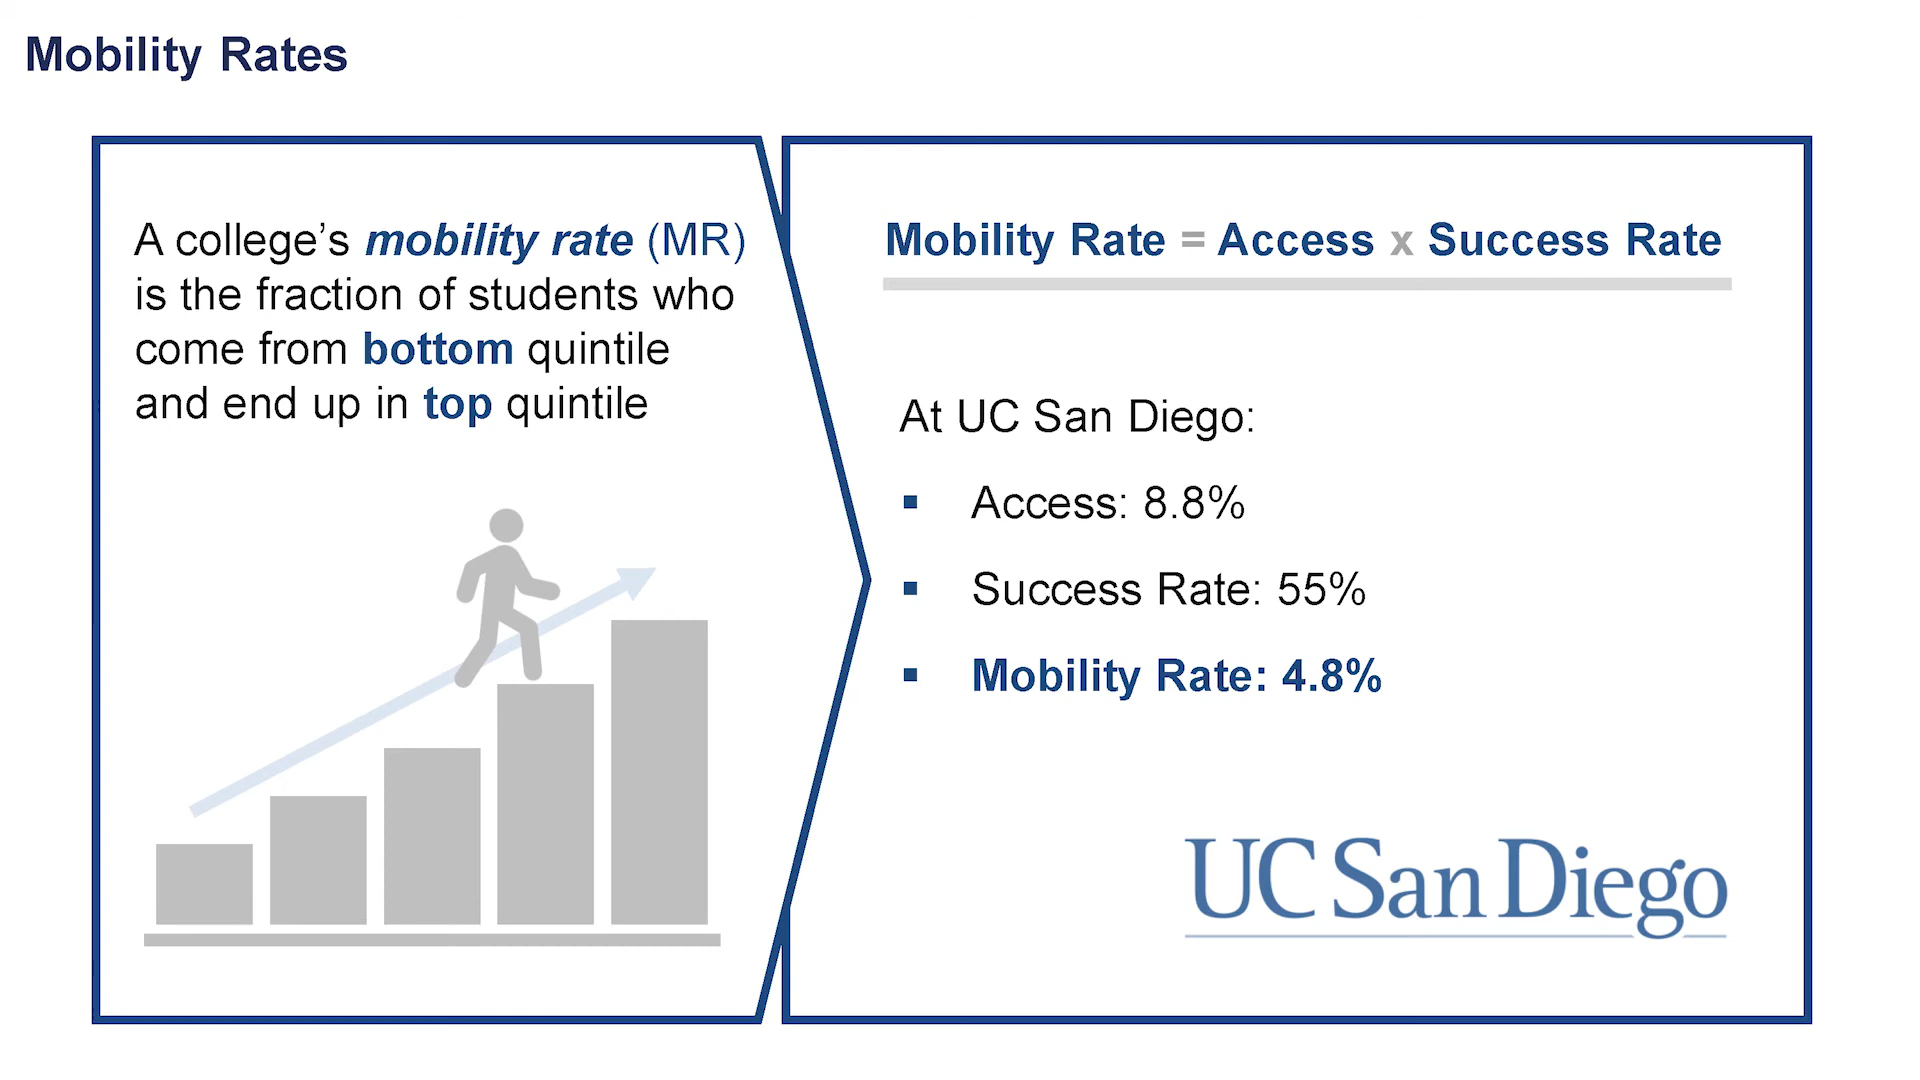 Mobility Rates
A college’s mobility rate (MR)
is the fraction of students who
come from bottom quintile
and end up in top quintile
Mobility Rate = Access x Success Rate
At UC San Diego:
▪ Access: 8.8%
▪ Success Rate: 55%
▪ Mobility Rate: 4.8%
UC San Diego